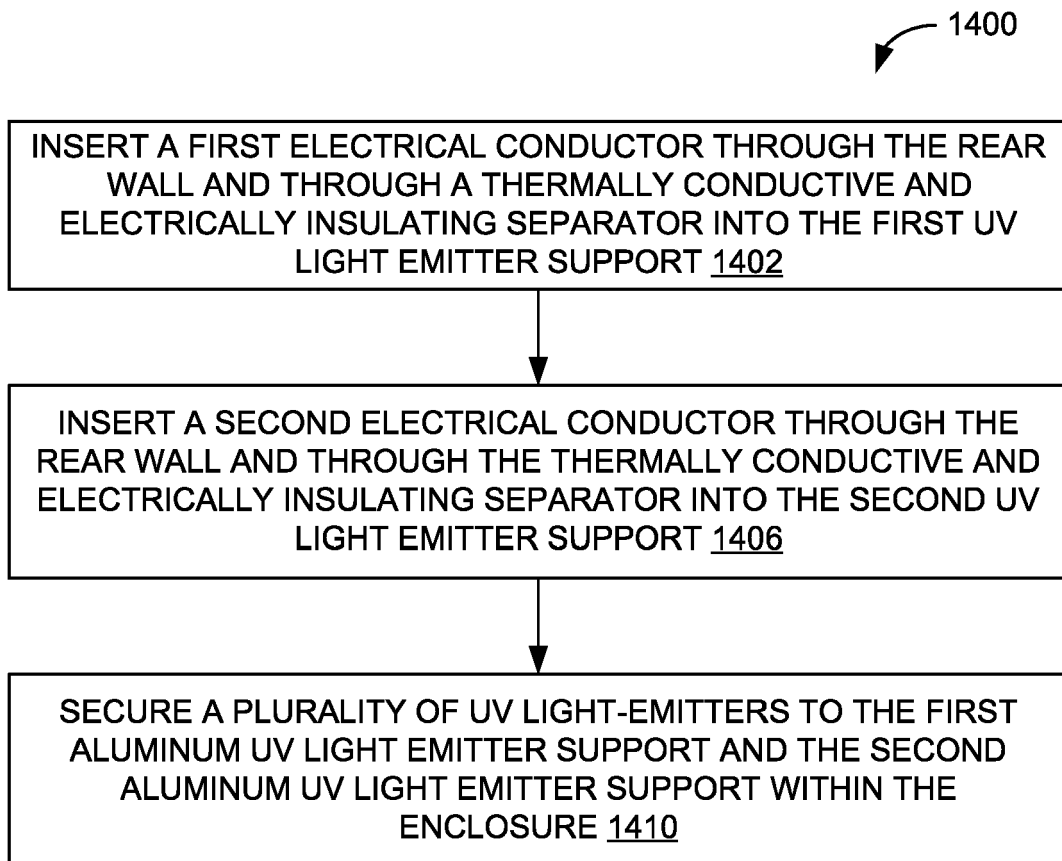 1400
INSERT A FIRST ELECTRICAL CONDUCTOR THROUGH THE REAR
WALL AND THROUGH A THERMALLY CONDUCTIVE AND
ELECTRICALLY INSULATING SEPARATOR INTO THE FIRST UV
LIGHT EMITTER SUPPORT 1402
INSERT A SECOND ELECTRICAL CONDUCTOR THROUGH THE
REAR WALL AND THROUGH THE THERMALLY CONDUCTIVE AND
ELECTRICALLY INSULATING SEPARATOR INTO THE SECOND UV
LIGHT EMITTER SUPPORT 1406
SECURE A PLURALITY OF UV LIGHT-EMITTERS TO THE FIRST
ALUMINUM UV LIGHT EMITTER SUPPORT AND THE SECOND
ALUMINUM UV LIGHT EMITTER SUPPORT WITHIN THE
ENCLOSURE 1410